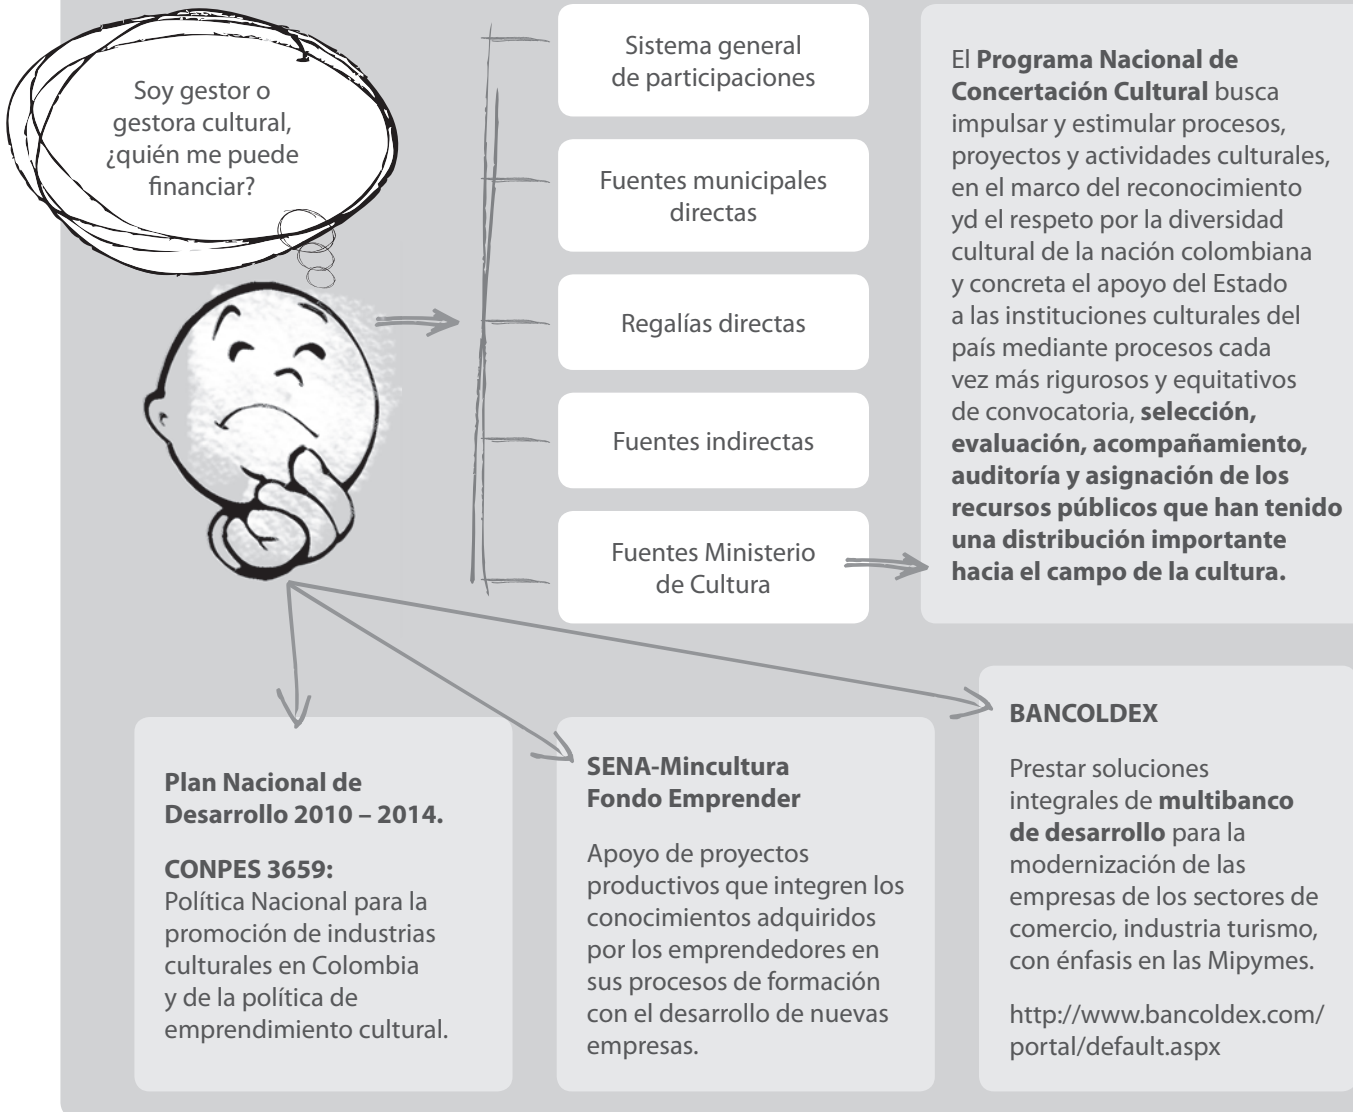 Soy gestor o
gestora cultural,
¿quién me puede
financiar?
Sistema general
de participaciones
Fuentes municipales
directas
Regalías directas
Fuentes indirectas
Fuentes Ministerio
de Cultura
El Programa Nacional de
Concertación Cultural busca
impulsar y estimular procesos,
proyectos y actividades culturales,
en el marco del reconocimiento
yd el respeto por la diversidad
cultural de la nación colombiana
y concreta el apoyo del Estado
a las instituciones culturales del
país mediante procesos cada
vez más rigurosos y equitativos
de convocatoria, selección,
evaluación, acompañamiento,
auditoría y asignación de los
recursos públicos que han tenido
una distribución importante
hacia el campo de la cultura.
Plan Nacional de
Desarrollo 2010 – 2014.
CONPES 3659:
Política Nacional para la
promoción de industrias
culturales en Colombia
y de la política de
emprendimiento cultural.
SENA-Mincultura
Fondo Emprender
Apoyo de proyectos
productivos que integren los
conocimientos adquiridos
por los emprendedores en
sus procesos de formación
con el desarrollo de nuevas
empresas.
BANCOLDEX
Prestar soluciones
integrales de multibanco
de desarrollo para la
modernización de las
empresas de los sectores de
comercio, industria turismo,
con énfasis en las Mipymes.
http://www.bancoldex.com/
portal/default.aspx